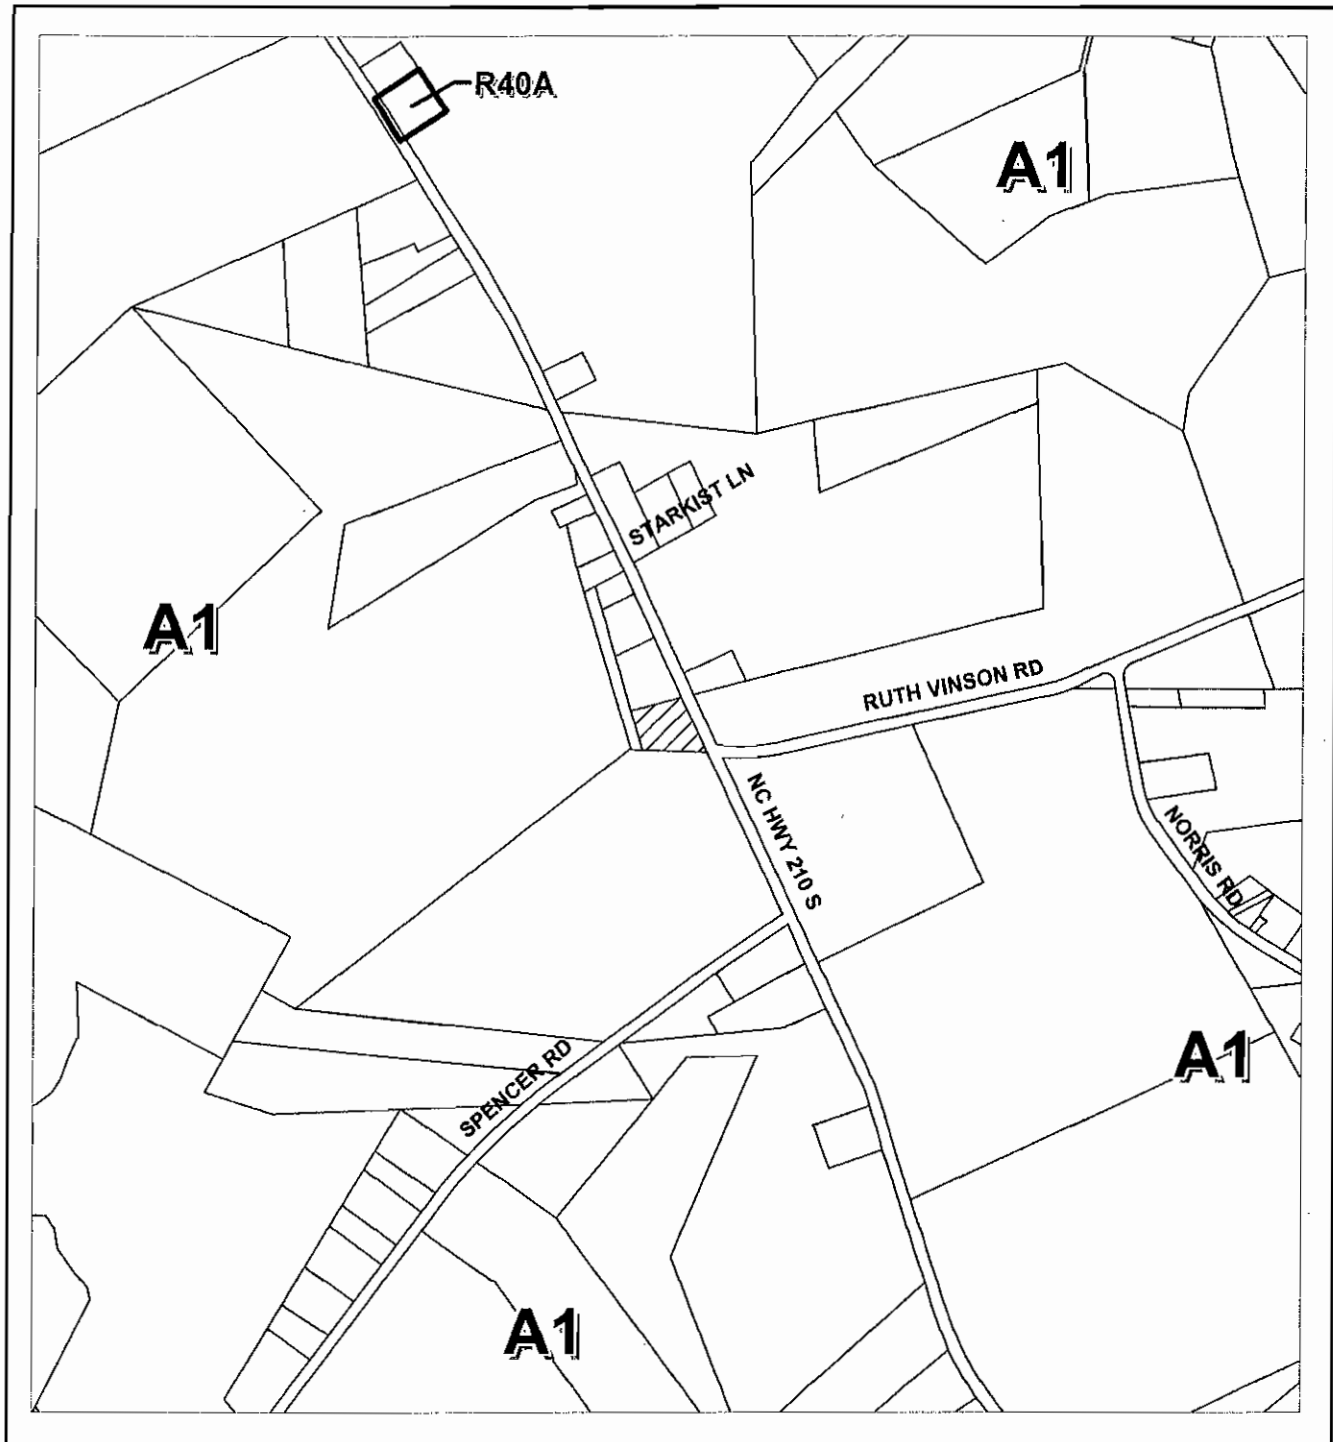 R40A
A1
STARKIST LN
A1
RUTH VINSON RD
NC HWY 210 S
NORRIS RD
SPENCER RD
A1
A1